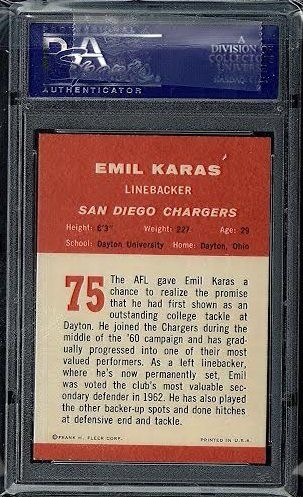 PSA
AUTHENTICATOR
A
DIVISION
COLLECTORS
UNIVERSE
EMIL KARAS
LINEBACKER
SAN DIEGO CHARGERS
Height: 6'3" Weight: 227 Age: 29
School: Dayton University Home: Dayton, Ohio
75
The AFL gave Emil Karas a
chance to realize the promise
that he had first shown as an
outstanding college tackle at
Dayton. He joined the Chargers during the
middle of the '60 campaign and has grad-
ually progressed into one of their most
valued performers. As a left linebacker,
where he's now permanently set, Emil
was voted the club's most valuable sec-
ondary defender in 1962. He has also played
the other backer-up spots and done hitches
at defensive end and tackle.
©FRANK H. FLEER CORP. PRINTED IN U.S.A.